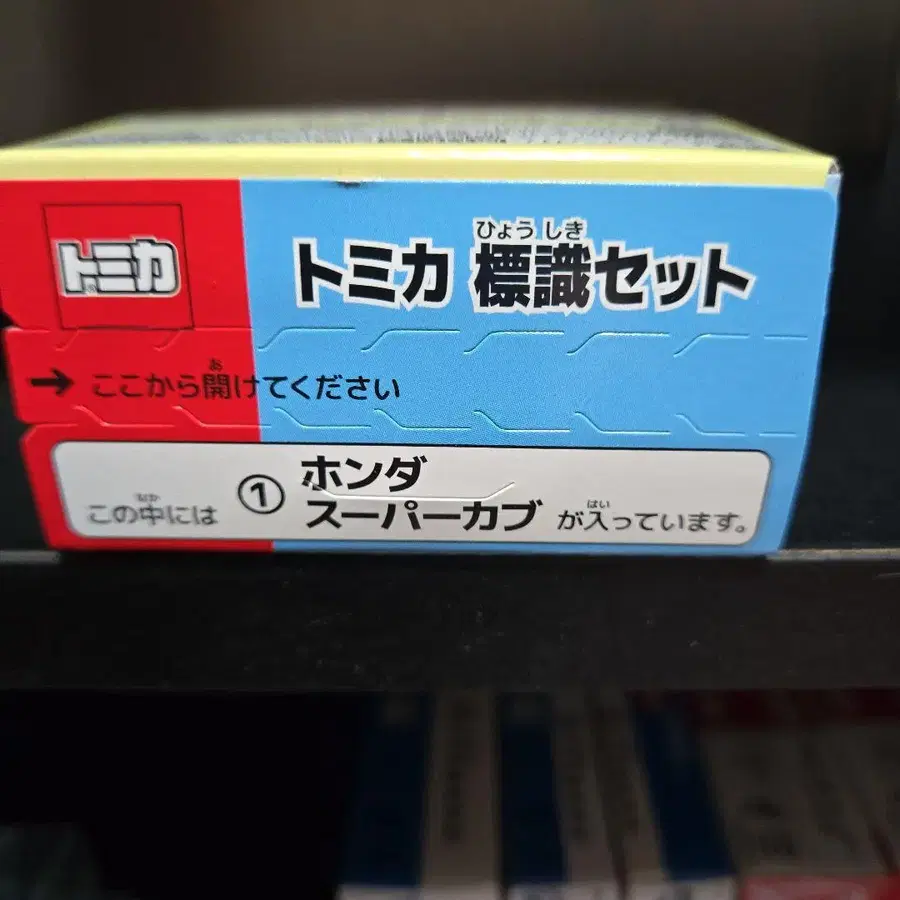 トミカ
ひょうしき
トミカ 標識セット
あ
→ ここから開けてください
なか
この中には ① ホンダ
スーパーカブ
はい
が入っています。